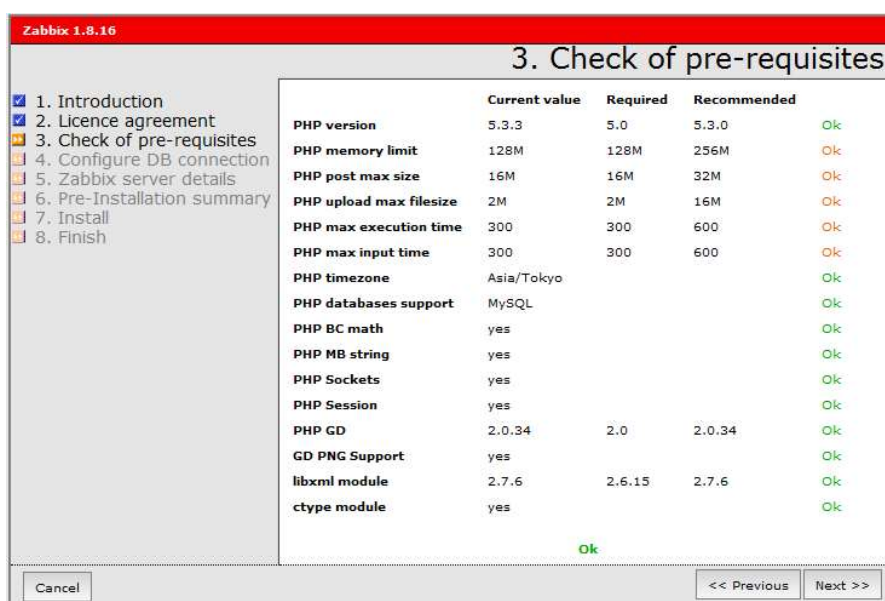 Zabbix 1.8.16
3. Check of pre-requisites
1. Introduction
2. Licence agreement
3. Check of pre-requisites
4. Configure DB connection
5. Zabbix server details
6. Pre-Installation summary
7. Install
8. Finish
Current value Required Recommended
PHP version 5.3.3 5.0 5.3.0 Ok
PHP memory limit 128M 128M 256M Ok
PHP post max size 16M 16M 32M Ok
PHP upload max filesize 2M 2M 16M Ok
PHP max execution time 300 300 600 Ok
PHP max input time 300 300 600 Ok
PHP timezone Asia/Tokyo Ok
PHP databases support MySQL Ok
PHP BC math yes Ok
PHP MB string yes Ok
PHP Sockets yes Ok
PHP Session yes Ok
PHP GD 2.0.34 2.0 2.0.34 Ok
GD PNG Support yes Ok
libxml module 2.7.6 2.6.15 2.7.6 Ok
ctype module yes Ok
Ok
Cancel << Previous Next >>